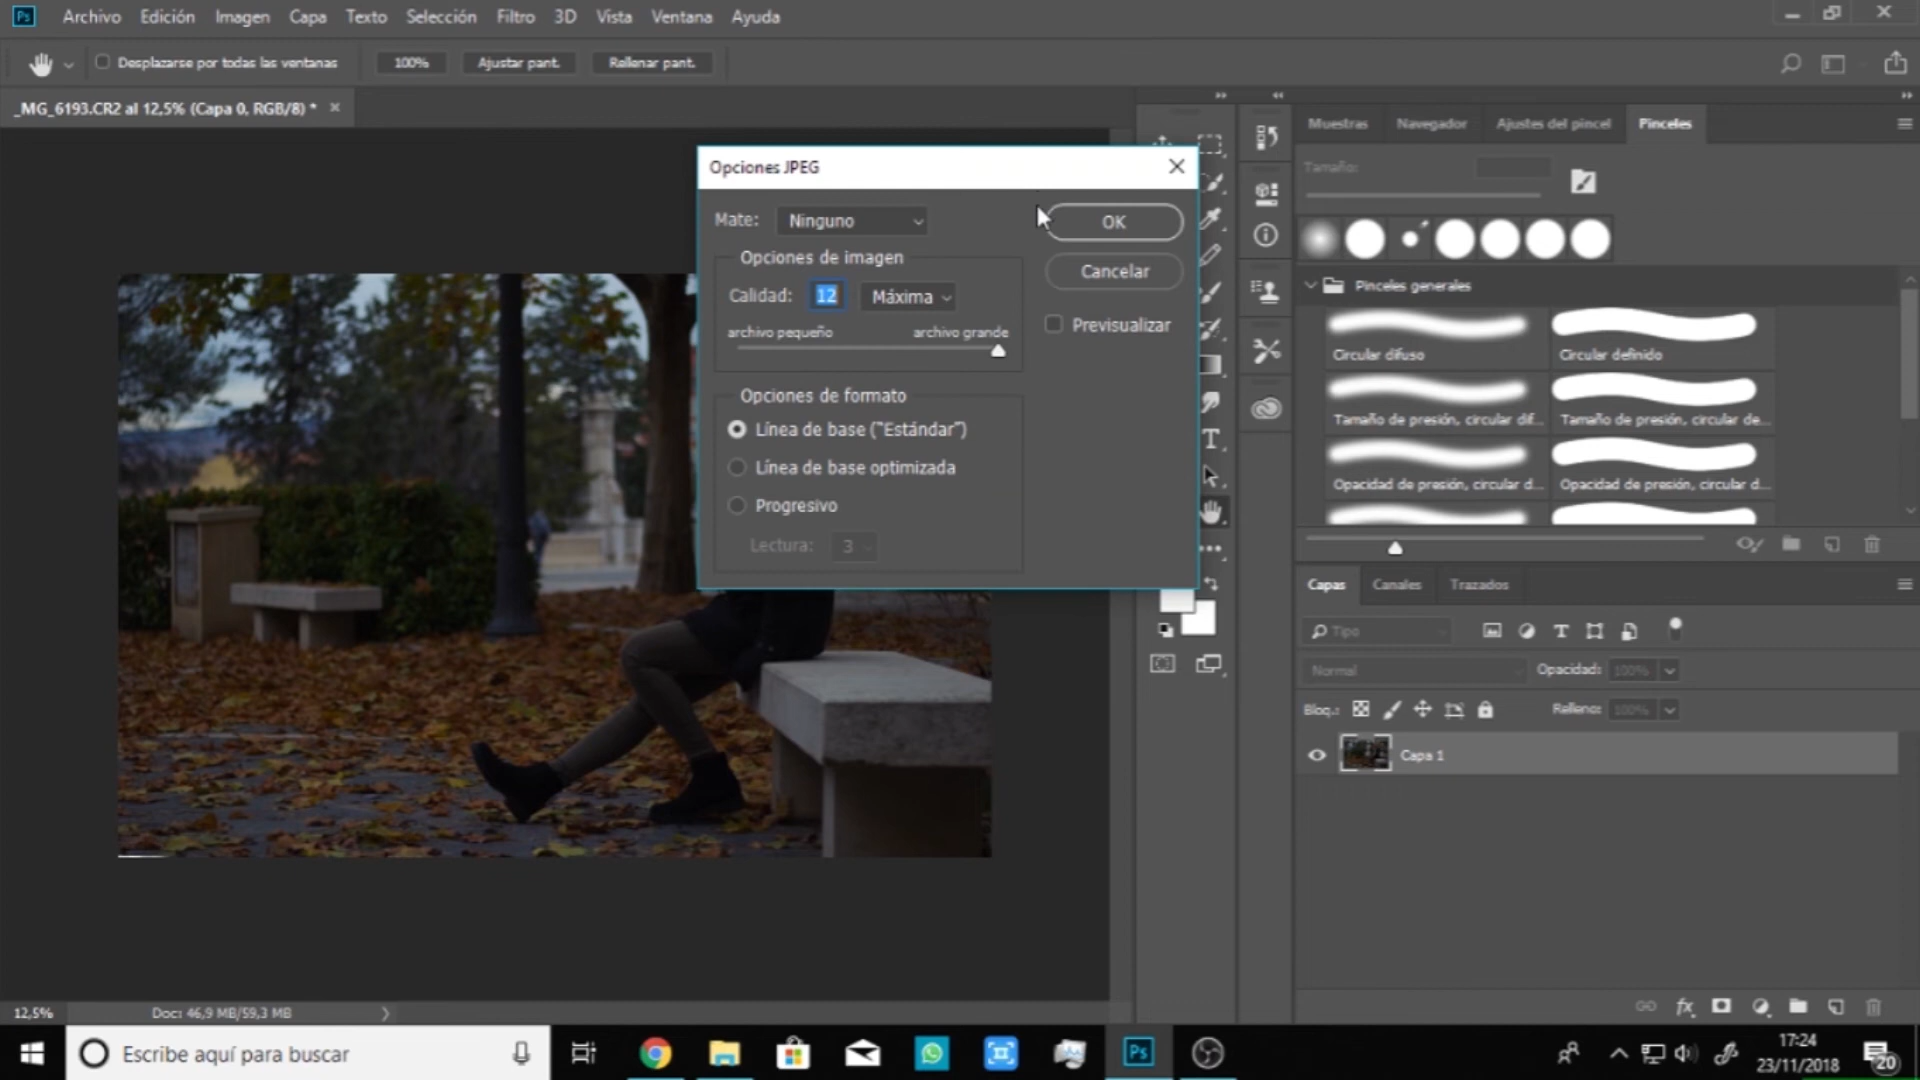 Ps Archivo Edición Imagen Capa Texto Selección Filtro 3D Vista Ventana Ayuda
Desplazarse por todas las ventanas 100% Ajustar pant. Rellenar pant.
_MG_6193.CR2 al 12,5% (Capa 0, RGB/8) *
Opciones JPEG
Mate: Ninguno
OK
Opciones de imagen
Cancelar
Calidad: 12 Máxima
archivo pequeño archivo grande
Previsualizar
Opciones de formato
Línea de base ("Estándar")
Línea de base optimizada
Progresivo
Lectura: 3
Muestras Navegador Ajustes del pincel Pinceles
Tamaño:
Pinceles generales
Circular difuso Circular definido
Tamaño de presión, circular dif... Tamaño de presión, circular de...
Opacidad de presión, circular d... Opacidad de presión, circular d...
Capas Canales Trazados
Tipo
Normal Opacidad: 100%
Bloq.: Relleno: 100%
Capa 1
fx
12,5% Doc: 46,9 MB/59,3 MB
Escribe aquí para buscar
Ps
17:24
23/11/2018
20